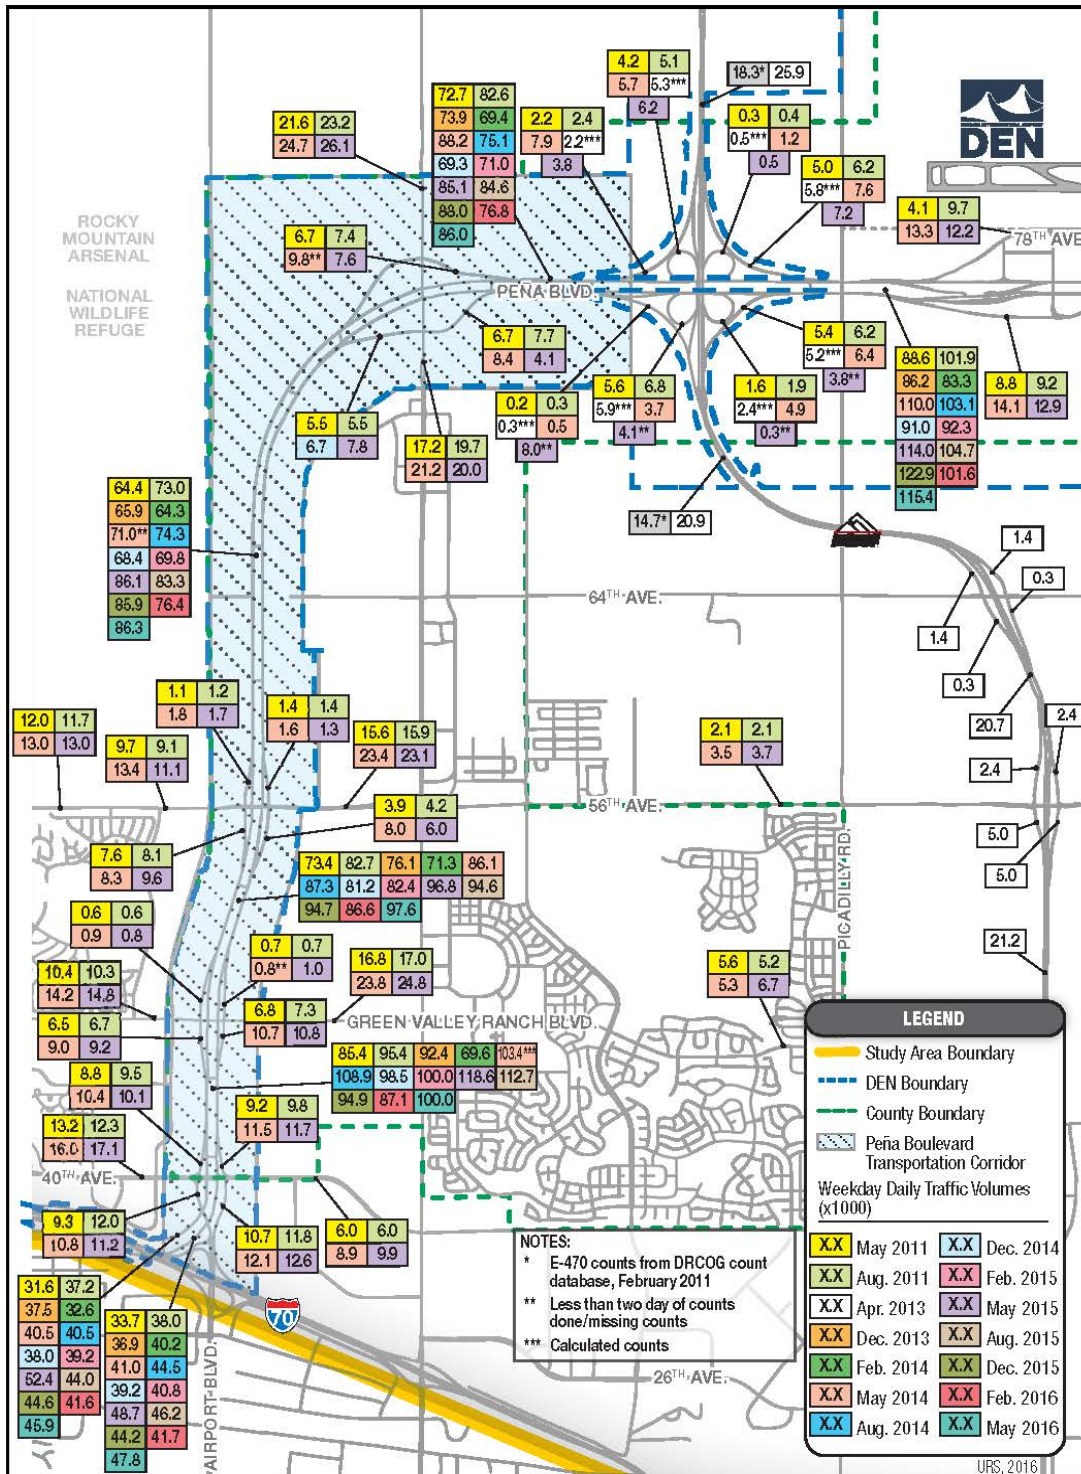 4.2 5.1
5.7 5.3***
6.2
18.3* 25.9
72.7 82.6
73.9 69.4
88.2 75.1
69.3 71.0
85.1 84.6
88.0 76.8
86.0
2.2 2.4
7.9 2.2***
3.8
0.3 0.4
0.5*** 1.2
0.5
DEN
21.6 23.2
24.7 26.1
5.0 6.2
5.8*** 7.6
7.2
4.1 9.7
13.3 12.2
78TH AVE
ROCKY
MOUNTAIN
ARSENAL
NATIONAL
WILDLIFE
REFUGE
6.7 7.4
9.8** 7.6
PEÑA BLVD.
6.7 7.7
8.4 4.1
5.4 6.2
5.2*** 6.4
3.8**
88.6 101.9
86.2 83.3
110.0 103.1
91.0 92.3
114.0 104.7
122.9 101.6
115.4
8.8 9.2
14.1 12.9
5.5 5.5
6.7 7.8
0.2 0.3
0.3*** 0.5
8.0**
5.6 6.8
5.9*** 3.7
4.1**
1.6 1.9
2.4*** 4.9
0.3**
17.2 19.7
21.2 20.0
64.4 73.0
65.9 64.3
71.0** 74.3
68.4 69.8
86.1 83.3
85.9 76.4
86.3
14.7* 20.9
1.4
0.3
64TH AVE.
1.4
0.3
1.1 1.2
1.8 1.7
1.4 1.4
1.6 1.3
12.0 11.7
13.0 13.0
9.7 9.1
13.4 11.1
15.6 15.9
23.4 23.1
2.1 2.1
3.5 3.7
20.7
2.4
2.4
56TH AVE.
3.9 4.2
8.0 6.0
5.0
5.0
7.6 8.1
8.3 9.6
73.4 82.7 76.1 71.3 86.1
87.3 81.2 82.4 96.8 94.6
94.7 86.6 97.6
PICADILLY RD.
0.6 0.6
0.9 0.8
0.7 0.7
0.8** 1.0
16.8 17.0
23.8 24.8
21.2
10.4 10.3
14.2 14.8
5.6 5.2
5.3 6.7
6.5 6.7
9.0 9.2
6.8 7.3
10.7 10.8
GREEN VALLEY RANCH BLVD.
85.4 95.4 92.4 69.6 103.4***
108.9 98.5 100.0 118.6 112.7
94.9 87.1 100.0
8.8 9.5
10.4 10.1
9.2 9.8
11.5 11.7
13.2 12.3
16.0 17.1
40TH AVE.
9.3 12.0
10.8 11.2
10.7 11.8
12.1 12.6
6.0 6.0
8.9 9.9
31.6 37.2
37.5 32.6
40.5 40.5
38.0 39.2
52.4 44.0
44.6 41.6
45.9
33.7 38.0
36.9 40.2
41.0 44.5
39.2 40.8
48.7 46.2
44.2 41.7
47.8
70
AIRPORT BLVD.
26TH AVE.
NOTES:
* E-470 counts from DRCOG count
database, February 2011
** Less than two day of counts
done/missing counts
*** Calculated counts
LEGEND
Study Area Boundary
DEN Boundary
County Boundary
Peña Boulevard
Transportation Corridor
Weekday Daily Traffic Volumes
(x1000)
X.X May 2011 X.X Dec. 2014
X.X Aug. 2011 X.X Feb. 2015
X.X Apr. 2013 X.X May 2015
X.X Dec. 2013 X.X Aug. 2015
X.X Feb. 2014 X.X Dec. 2015
X.X May 2014 X.X Feb. 2016
X.X Aug. 2014 X.X May 2016
URS, 2016